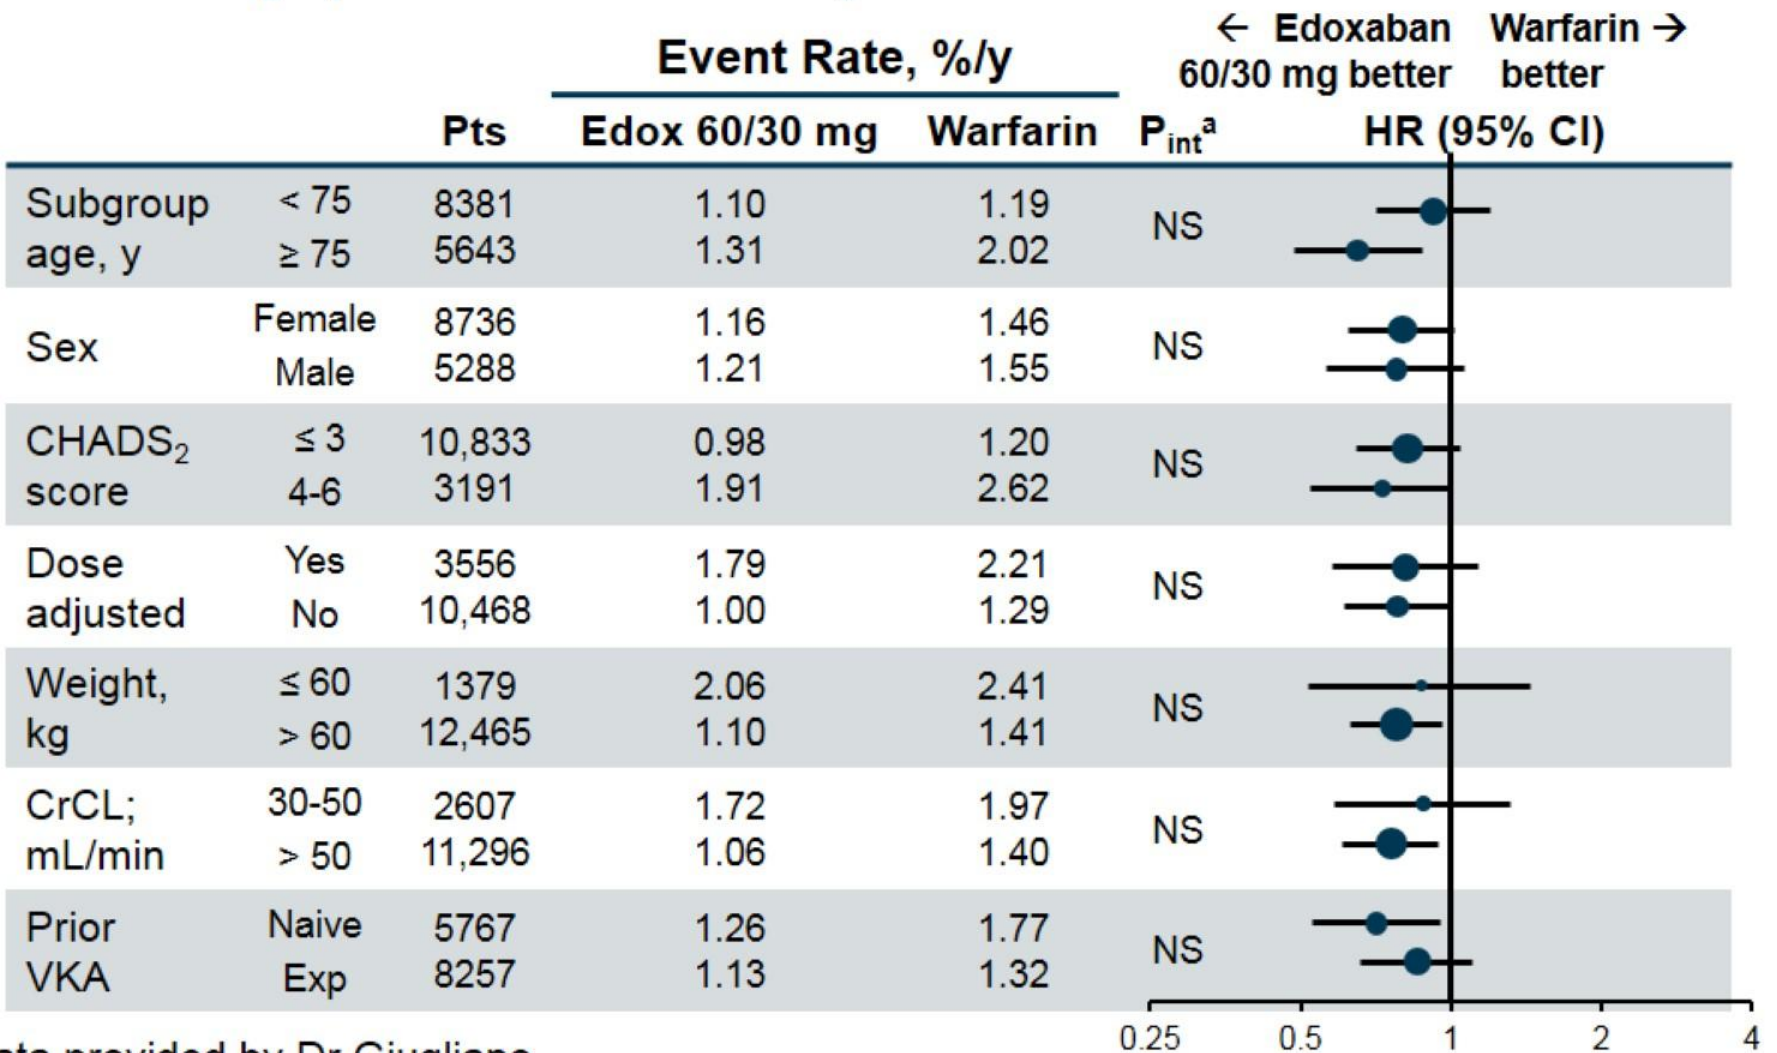 ← Edoxaban Warfarin →
Event Rate, %/y 60/30 mg better better
Pts Edox 60/30 mg Warfarin P_int^a HR (95% CI)
Subgroup < 75 8381 1.10 1.19
NS
age, y ≥ 75 5643 1.31 2.02
Female 8736 1.16 1.46
Sex NS
Male 5288 1.21 1.55
CHADS₂ ≤ 3 10,833 0.98 1.20
NS
score 4-6 3191 1.91 2.62
Dose Yes 3556 1.79 2.21
NS
adjusted No 10,468 1.00 1.29
Weight, ≤ 60 1379 2.06 2.41
NS
kg > 60 12,465 1.10 1.41
CrCL; 30-50 2607 1.72 1.97
NS
mL/min > 50 11,296 1.06 1.40
Prior Naive 5767 1.26 1.77
NS
VKA Exp 8257 1.13 1.32
0.25 0.5 1 2 4
provided by Dr Giugliano